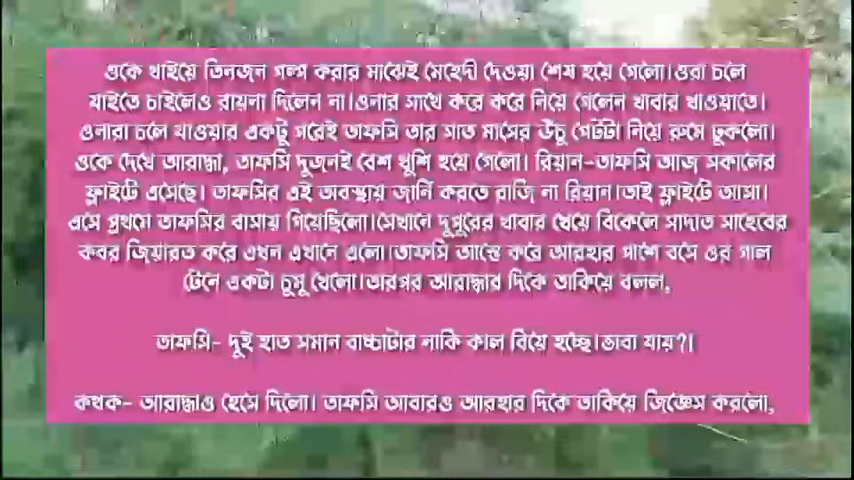 ওকে খাইয়ে তিনজন গল্প করার মাঝেই মেহেদী দেওয়া শেষ হয়ে গেলো।ওরা চলে
যাইতে চাইলেও রায়না দিলেন না।ওনার সাথে করে করে নিয়ে গেলেন খাবার খাওয়াতে।
ওনারা চলে যাওয়ার একটু পরেই তাফসি তার সাত মাসের উঁচু পেটটা নিয়ে রুমে ঢুকলো।
ওকে দেখে আরাদ্ধা, তাফসি দুজনই বেশ খুশি হয়ে গেলো। রিয়ান-তাফসি আজ সকালের
ফ্লাইটে এসেছে। তাফসির এই অবস্থায় জার্নি করতে রাজি না রিয়ান।তাই ফ্লাইটে আসা।
এসে প্রথমে তাফসির বাসায় গিয়েছিলো।সেখানে দুপুরের খাবার খেয়ে বিকেলে সাদাত সাহেবের
কবর জিয়ারত করে এখন এখানে এলো।তাফসি আস্তে করে আরহার পাশে বসে ওর গাল
টেনে একটা চুমু খেলো।তারপর আরাদ্ধার দিকে তাকিয়ে বলল,
তাফসি- দুই হাত সমান বাচ্চাটার নাকি কাল বিয়ে হচ্ছে।ভাবা যায়?।
কথক- আরাদ্ধাও হেসে দিলো। তাফসি আবারও আরহার দিকে তাকিয়ে জিজ্ঞেস করলো,